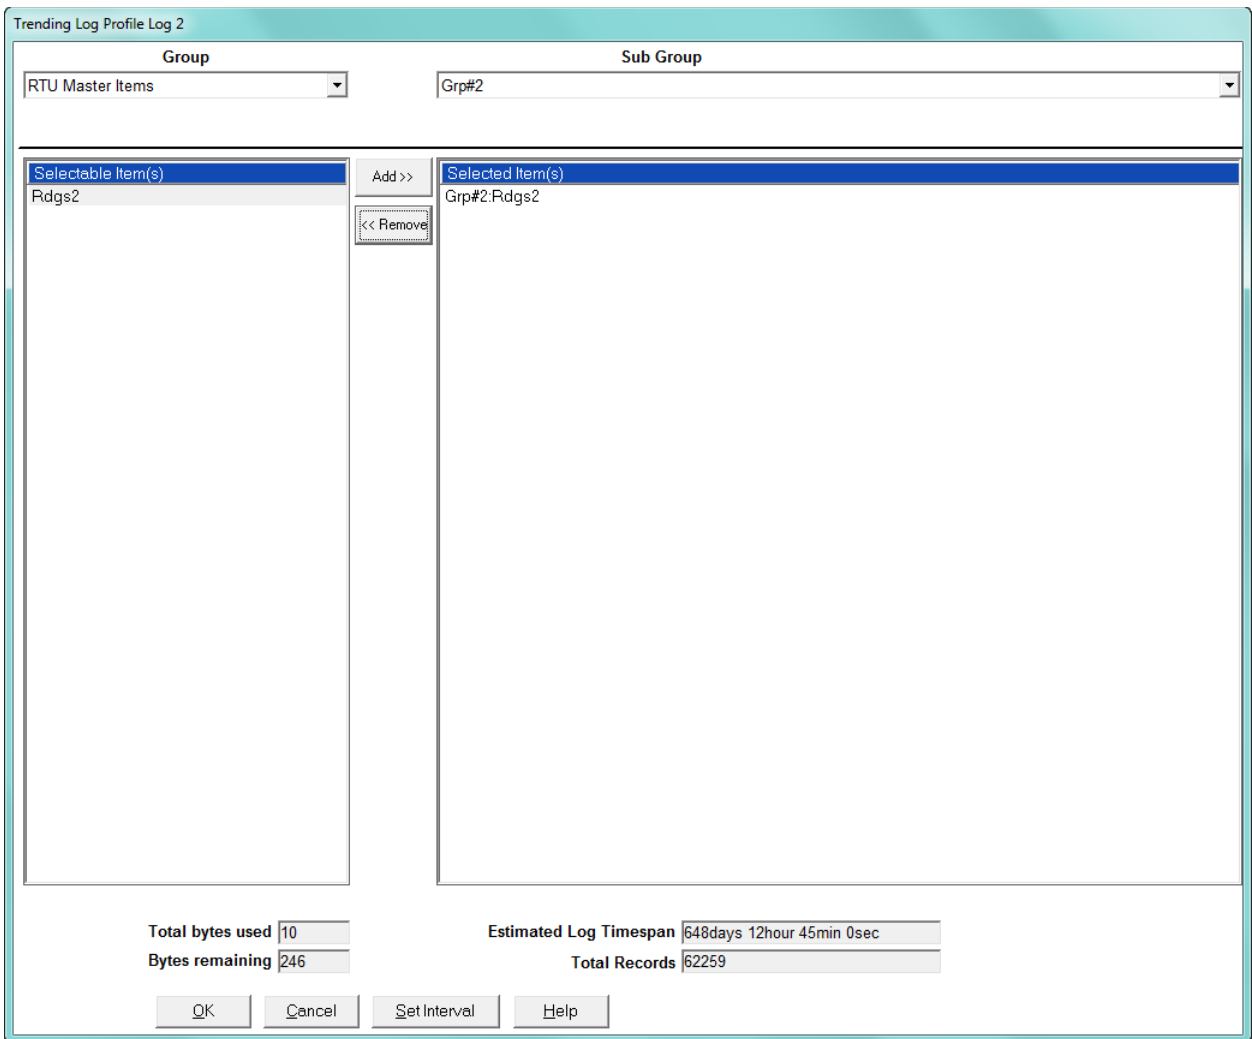 Trending Log Profile Log 2
Group
Sub Group
RTU Master Items
Grp#2
Selectable Item(s)
Add >>
Selected Item(s)
Rdgs2
<< Remove
Grp#2:Rdgs2
Total bytes used 10
Estimated Log Timespan 648days 12hour 45min 0sec
Bytes remaining 246
Total Records 62259
OK
Cancel
Set Interval
Help